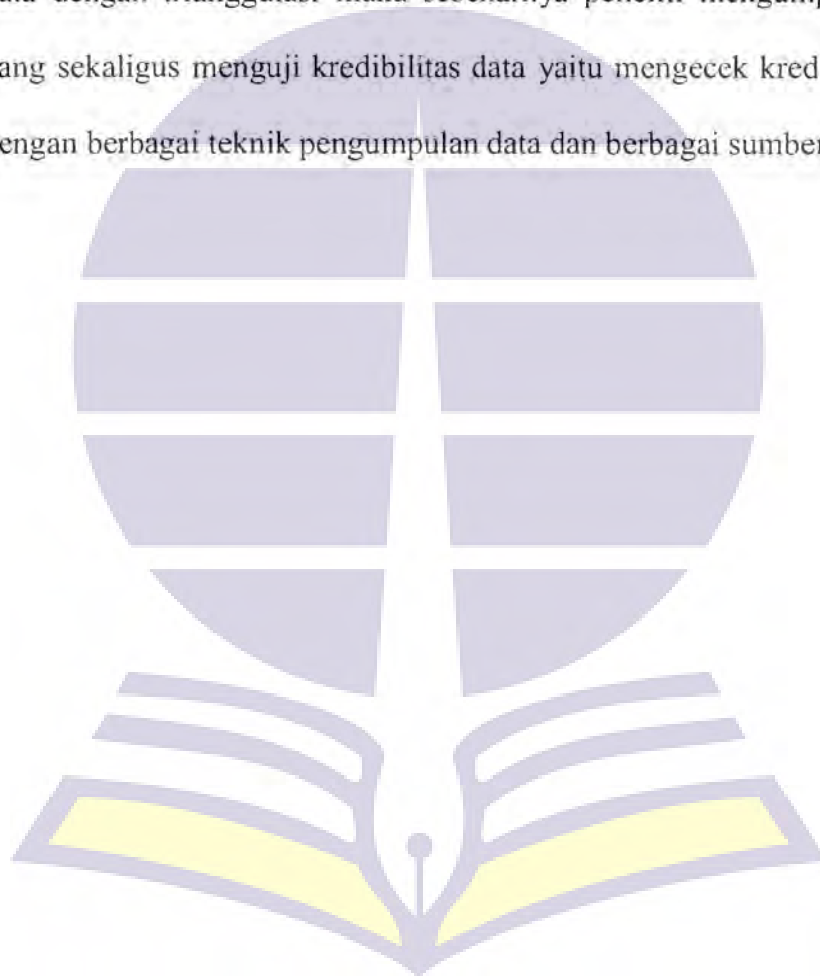 dengan triangulasi maka sebenarnya peneliti
ang sekaligus menguji kredibilitas data yaitu mengecek kred
engan berbagai teknik pengumpulan data dan berbagai sumber